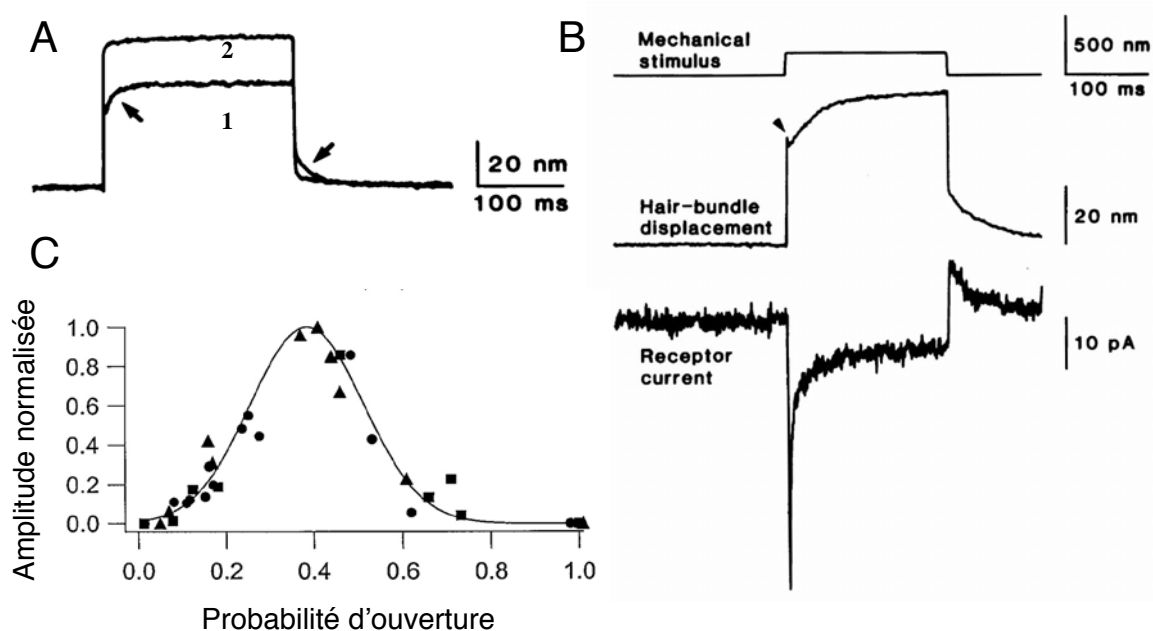 A
2
1
20 nm
100 ms
B
Mechanical
stimulus
500 nm
100 ms
Hair-bundle
displacement
20 nm
Receptor
current
10 pA
C
Amplitude normalisée
1.0
0.8
0.6
0.4
0.2
0.0
0.0 0.2 0.4 0.6 0.8 1.0
Probabilité d'ouverture